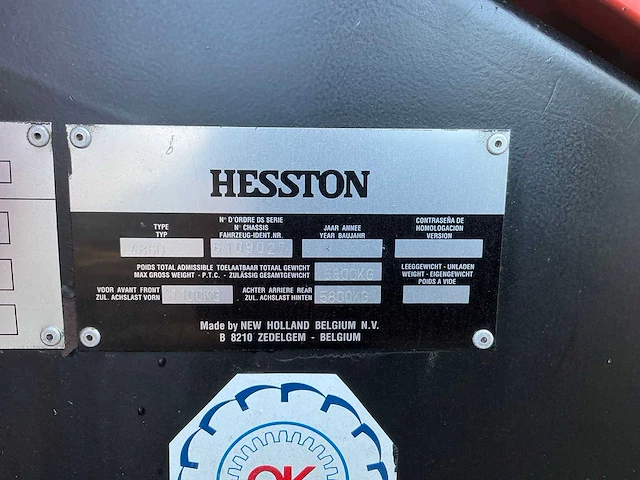 HESSTON
TYPE
TYP
N° D'ORDRE DS SERIE
N° CHASSIS
FAHRZEUG-IDENT.NR.
JAAR ANNEE
YEAR BAUJAHR
CONTRASEÑA DE
HOMOLOGACION
VERSION
POIDS TOTAL ADMISSIBLE TOELAATBAAR TOTAAL GEWICHT
MAX GROSS WEIGHT - P.T.C. - ZULÄSSIG GESAMTGEWICHT
LEEGGEWICHT - UNLADEN
WEIGHT - EIGENGEWICHT
POIDS A VIDE
VOOR AVANT FRONT
ZUL. ACHSLAST VORN
ACHTER ARRIERE REAR
ZUL. ACHSLAST HINTEN
5800KG
Made by NEW HOLLAND BELGIUM N.V.
B 8210 ZEDELGEM - BELGIUM
OK